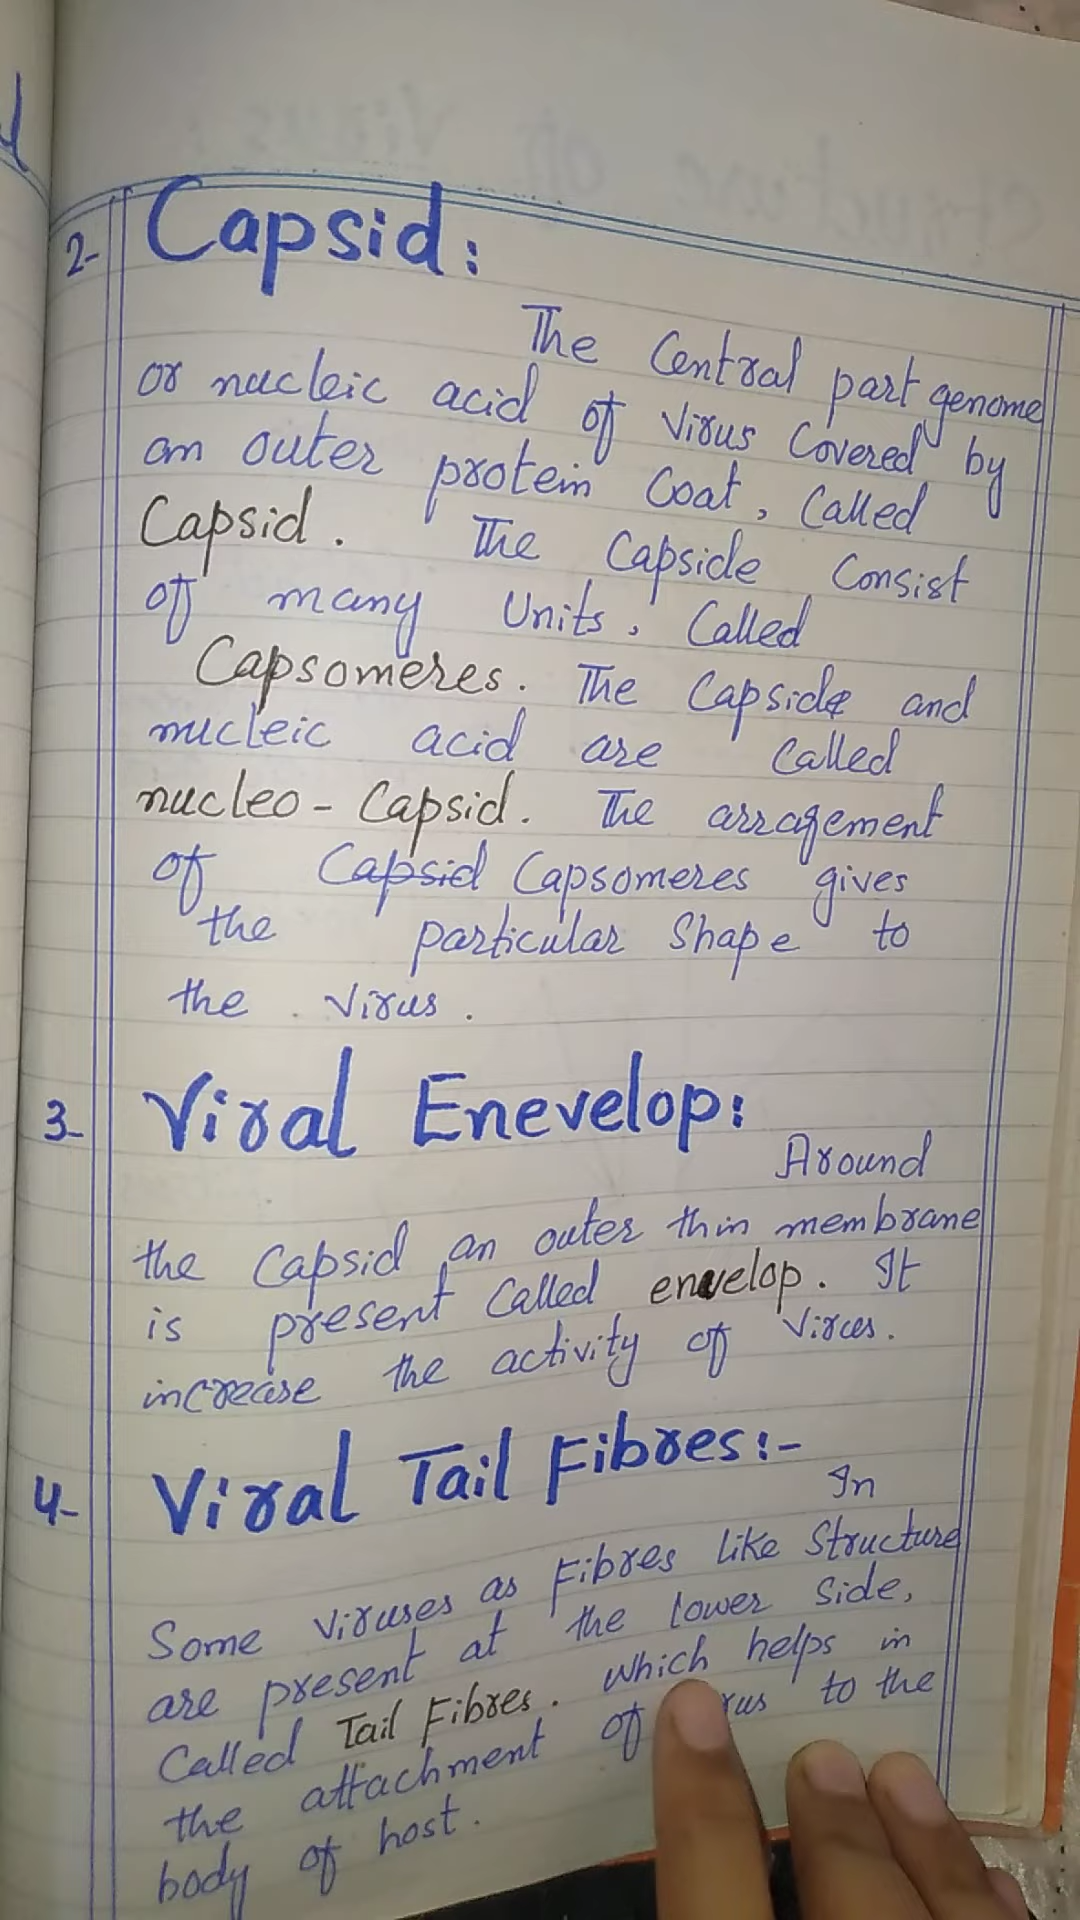 2- Capsid:
The Central part genome
or nucleic acid of virus Covered by
an outer protein Coat, Called
Capsid. The Capside Consist
of many Units, Called
Capsomeres. The Capside and
nucleic acid are Called
nucleo-Capsid. The arragement
of Capsid Capsomeres gives
the particular Shape to
the virus.
3- Viral Enevelop:
Around
the Capsid an outer thin membrane
is present Called envelop. It
increase the activity of virus.
4- Viral Tail Fibres:-
In
Some viruses as Fibres like Structure
are present at the lower Side,
Called Tail Fibres. Which helps in
the attachment of to the
body of host.